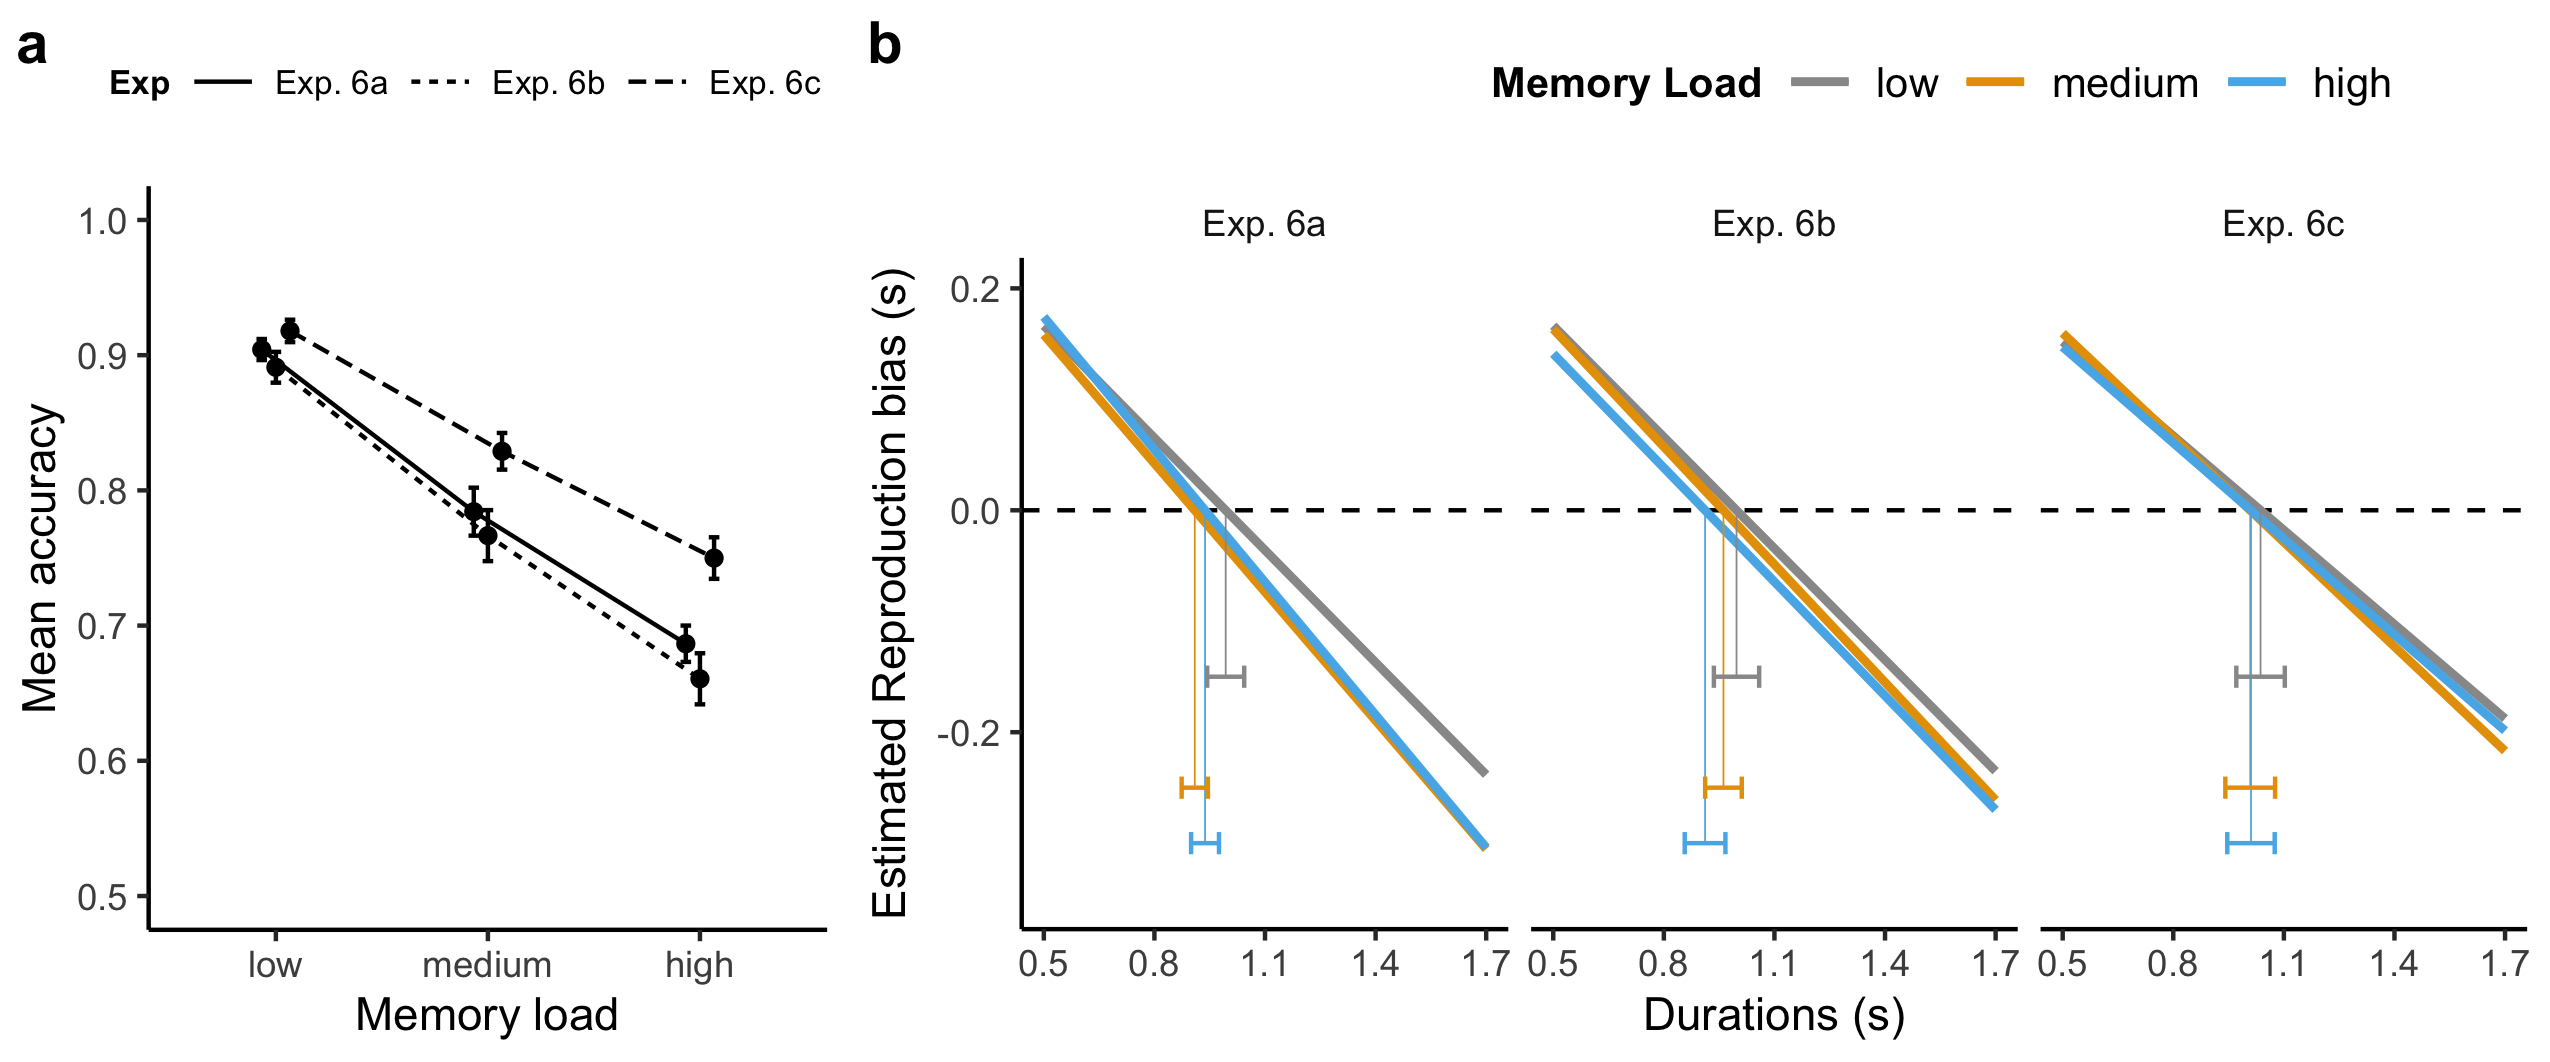 a
Exp Exp. 6a Exp. 6b Exp. 6c
Mean accuracy
1.0
0.9
0.8
0.7
0.6
0.5
low medium high
Memory load
b
Memory Load low medium high
Exp. 6a Exp. 6b Exp. 6c
Estimated Reproduction bias (s)
0.2
0.0
-0.2
0.5 0.8 1.1 1.4 1.7 0.5 0.8 1.1 1.4 1.7 0.5 0.8 1.1 1.4 1.7
Durations (s)